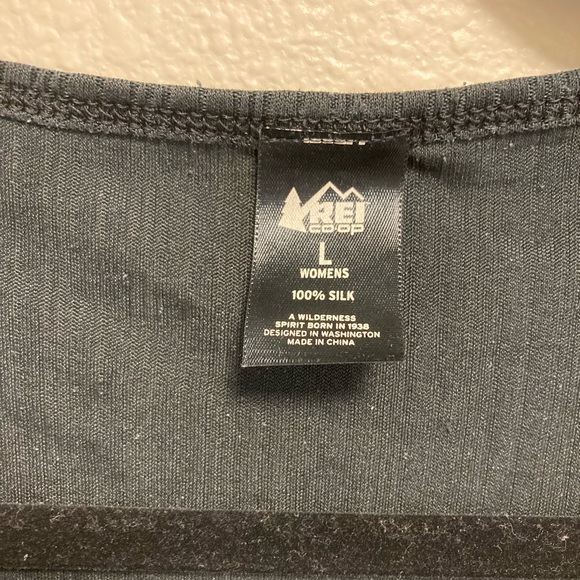 REI
co·op
L
WOMENS
100% SILK
A WILDERNESS
SPIRIT BORN IN 1938
DESIGNED IN WASHINGTON
MADE IN CHINA